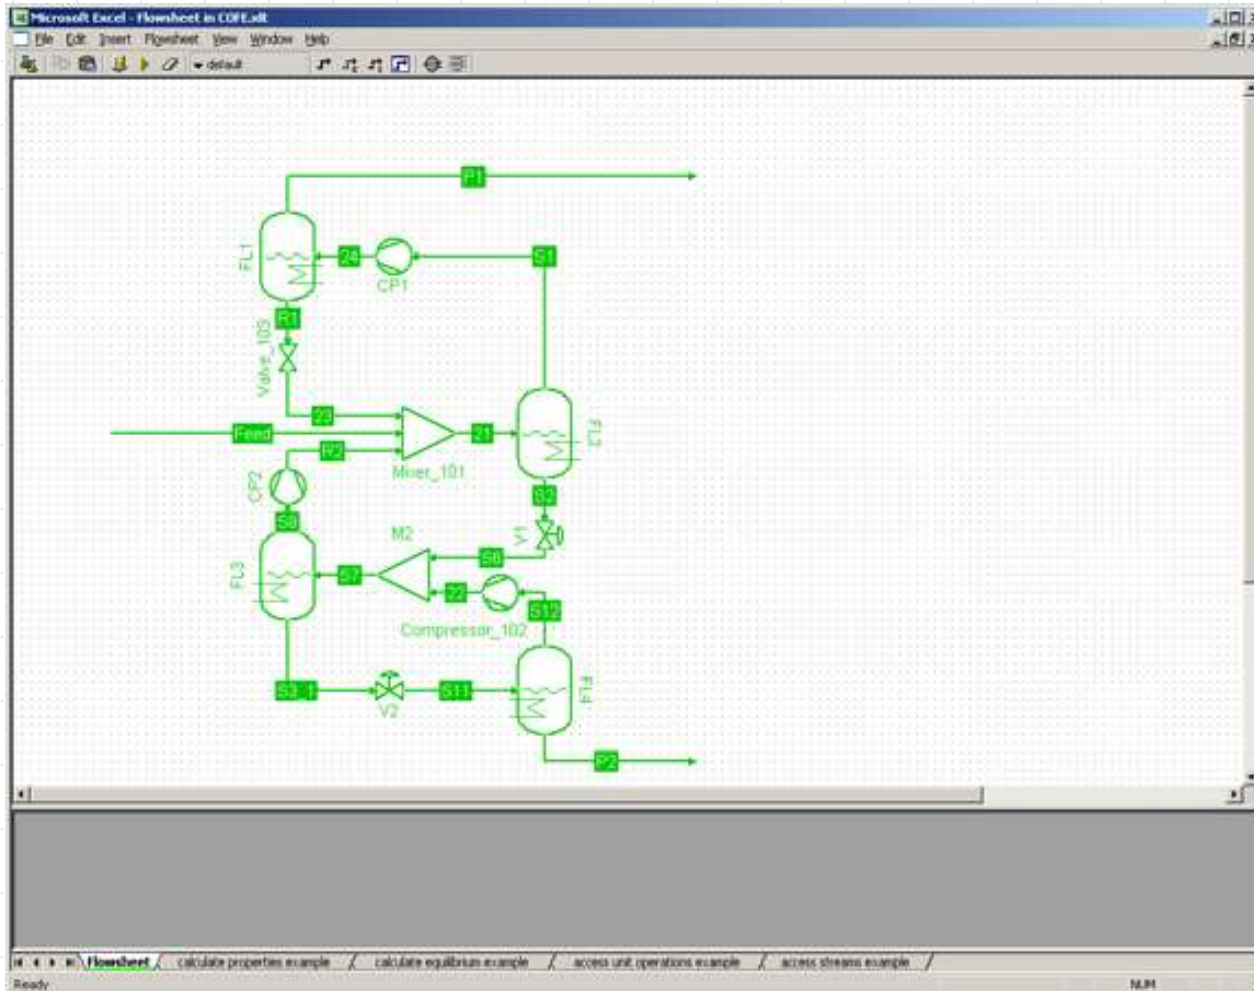 Microsoft Excel - Flowsheet in COFE.xlt
File Edit Insert Flowsheet View Window Help
default
P1
FL1
24
CP1
S1
R1
Valve_103
23
Feed
R2
Mixer_101
21
FL2
CP2
S2
V1
S8
M2
S6
FL3
S7
22
S12
Compressor_102
S3_1
V2
S11
FL4
P2
Flowsheet calculate properties example calculate equilibrium example access unit operations example access streams example
Ready NUM